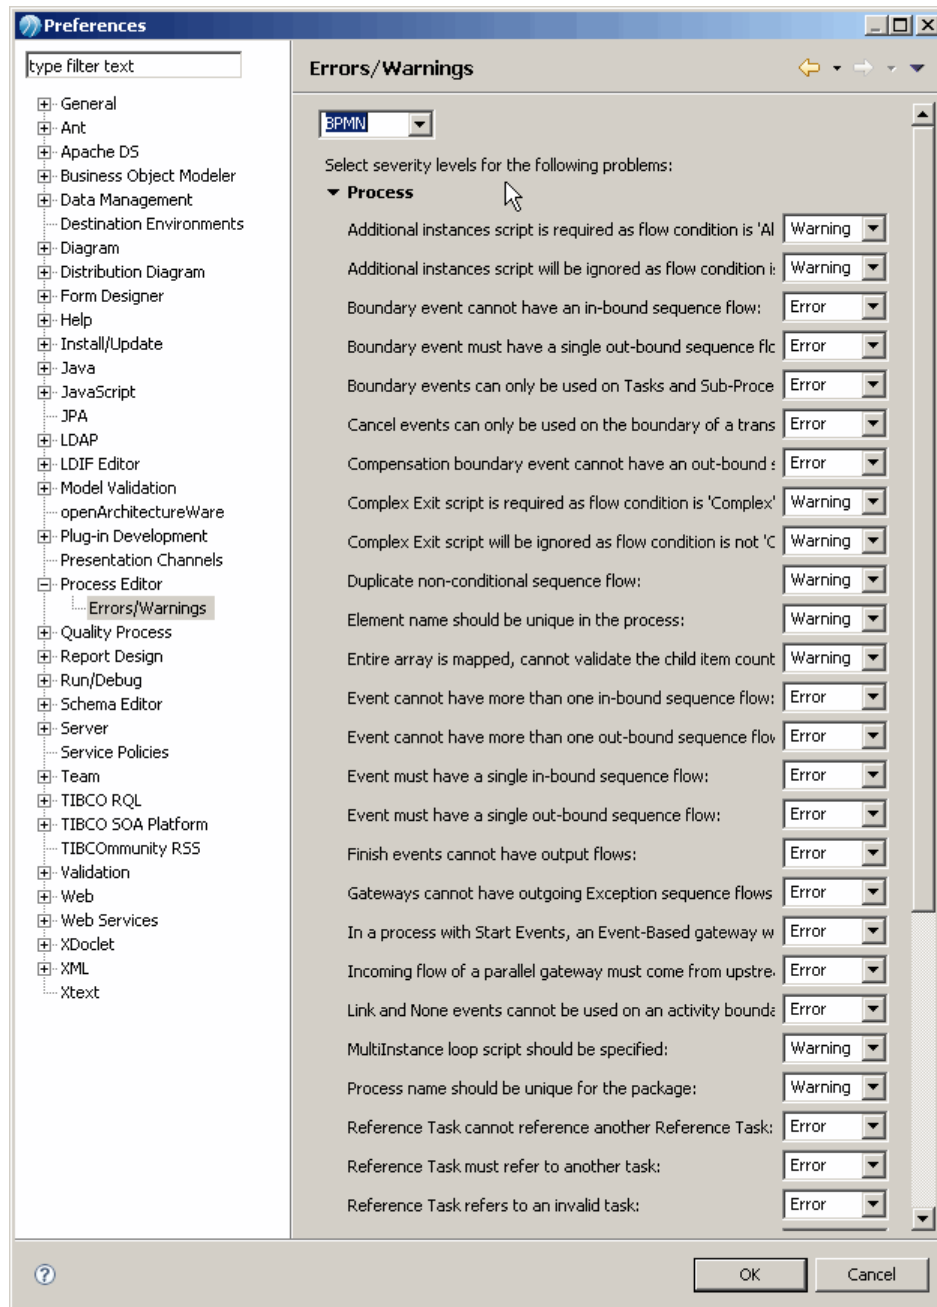 Preferences
type filter text
General
Ant
Apache DS
Business Object Modeler
Data Management
Destination Environments
Diagram
Distribution Diagram
Form Designer
Help
Install/Update
Java
JavaScript
JPA
LDAP
LDIF Editor
Model Validation
openArchitectureWare
Plug-in Development
Presentation Channels
Process Editor
Errors/Warnings
Quality Process
Report Design
Run/Debug
Schema Editor
Server
Service Policies
Team
TIBCO RQL
TIBCO SOA Platform
TIBCOmmunity RSS
Validation
Web
Web Services
XDoclet
XML
Xtext
Errors/Warnings
BPMN
Select severity levels for the following problems:
Process
Additional instances script is required as flow condition is 'Al Warning
Additional instances script will be ignored as flow condition i: Warning
Boundary event cannot have an in-bound sequence flow: Error
Boundary event must have a single out-bound sequence flo Error
Boundary events can only be used on Tasks and Sub-Proce Error
Cancel events can only be used on the boundary of a trans Error
Compensation boundary event cannot have an out-bound s Error
Complex Exit script is required as flow condition is 'Complex' Warning
Complex Exit script will be ignored as flow condition is not 'C Warning
Duplicate non-conditional sequence flow: Warning
Element name should be unique in the process: Warning
Entire array is mapped, cannot validate the child item count Warning
Event cannot have more than one in-bound sequence flow: Error
Event cannot have more than one out-bound sequence flow Error
Event must have a single in-bound sequence flow: Error
Event must have a single out-bound sequence flow: Error
Finish events cannot have output flows: Error
Gateways cannot have outgoing Exception sequence flows Error
In a process with Start Events, an Event-Based gateway w Error
Incoming flow of a parallel gateway must come from upstrea Error
Link and None events cannot be used on an activity bounda Error
MultiInstance loop script should be specified: Warning
Process name should be unique for the package: Warning
Reference Task cannot reference another Reference Task: Error
Reference Task must refer to another task: Error
Reference Task refers to an invalid task: Error
OK
Cancel